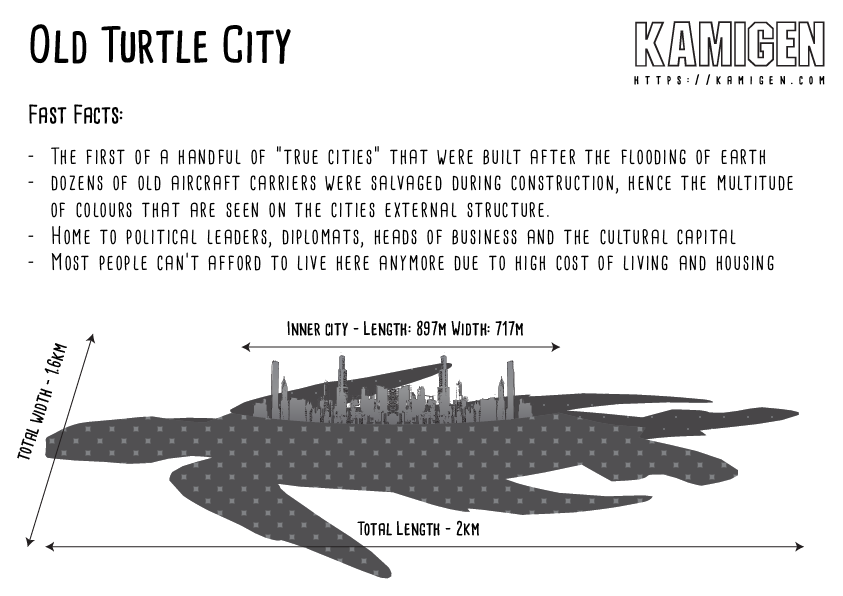 Old Turtle City
KAMIGEN
HTTPS://KAMIGEN.COM
Fast Facts:
- The first of a handful of "true cities" that were built after the flooding of Earth
- dozens of old aircraft carriers were salvaged during construction, hence the multitude
of colours that are seen on the cities external structure.
- Home to political leaders, diplomats, heads of business and the cultural capital
- Most people can't afford to live here anymore due to high cost of living and housing
Inner city - Length: 897m Width: 717m
Total width - 1.6km
Total Length - 2km